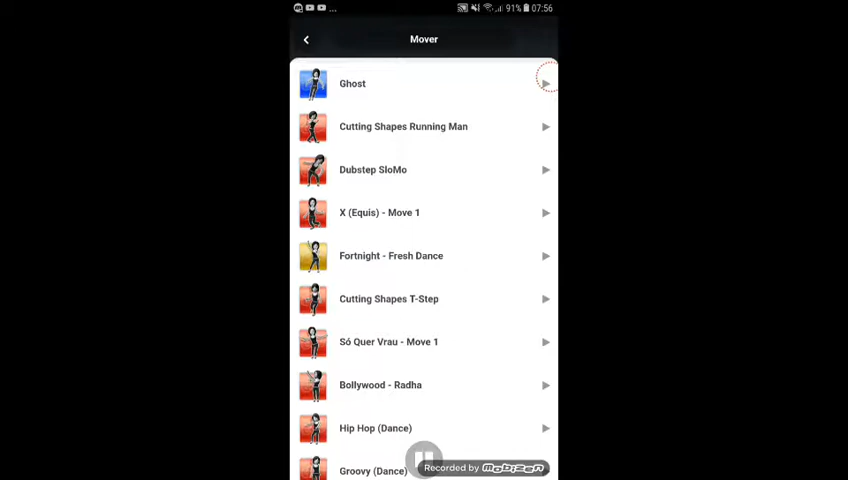 ... 91% 07:56
Mover
Ghost
Cutting Shapes Running Man
Dubstep SloMo
X (Equis) - Move 1
Fortnight - Fresh Dance
Cutting Shapes T-Step
Só Quer Vrau - Move 1
Bollywood - Radha
Hip Hop (Dance)
Groovy (Dance)
Recorded by mobizen